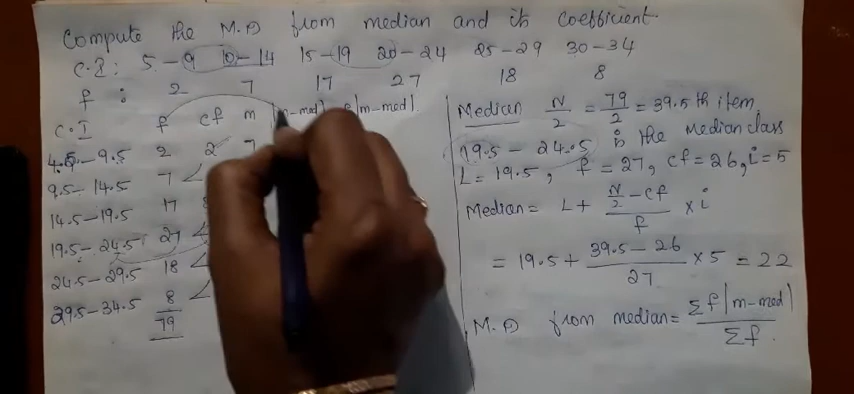 Compute the M.D from median and its coefficient.
C.I : 5-9 10-14 15-19 20-24 25-29 30-34
f : 2 7 17 27 18 8
C.I f cf m |m-med| f|m-med|
4.5-9.5 2 2 7
9.5-14.5 7
14.5-19.5 17
19.5-24.5 27
24.5-29.5 18
29.5-34.5 8
79
Median N/2 = 79/2 = 39.5th item
19.5-24.5 is the median class
L = 19.5, f = 27, cf = 26, i = 5
Median = L + (N/2 - cf)/f × i
= 19.5 + (39.5 - 26)/27 × 5 = 22
M.D from median = Σf|m-med|/Σf.